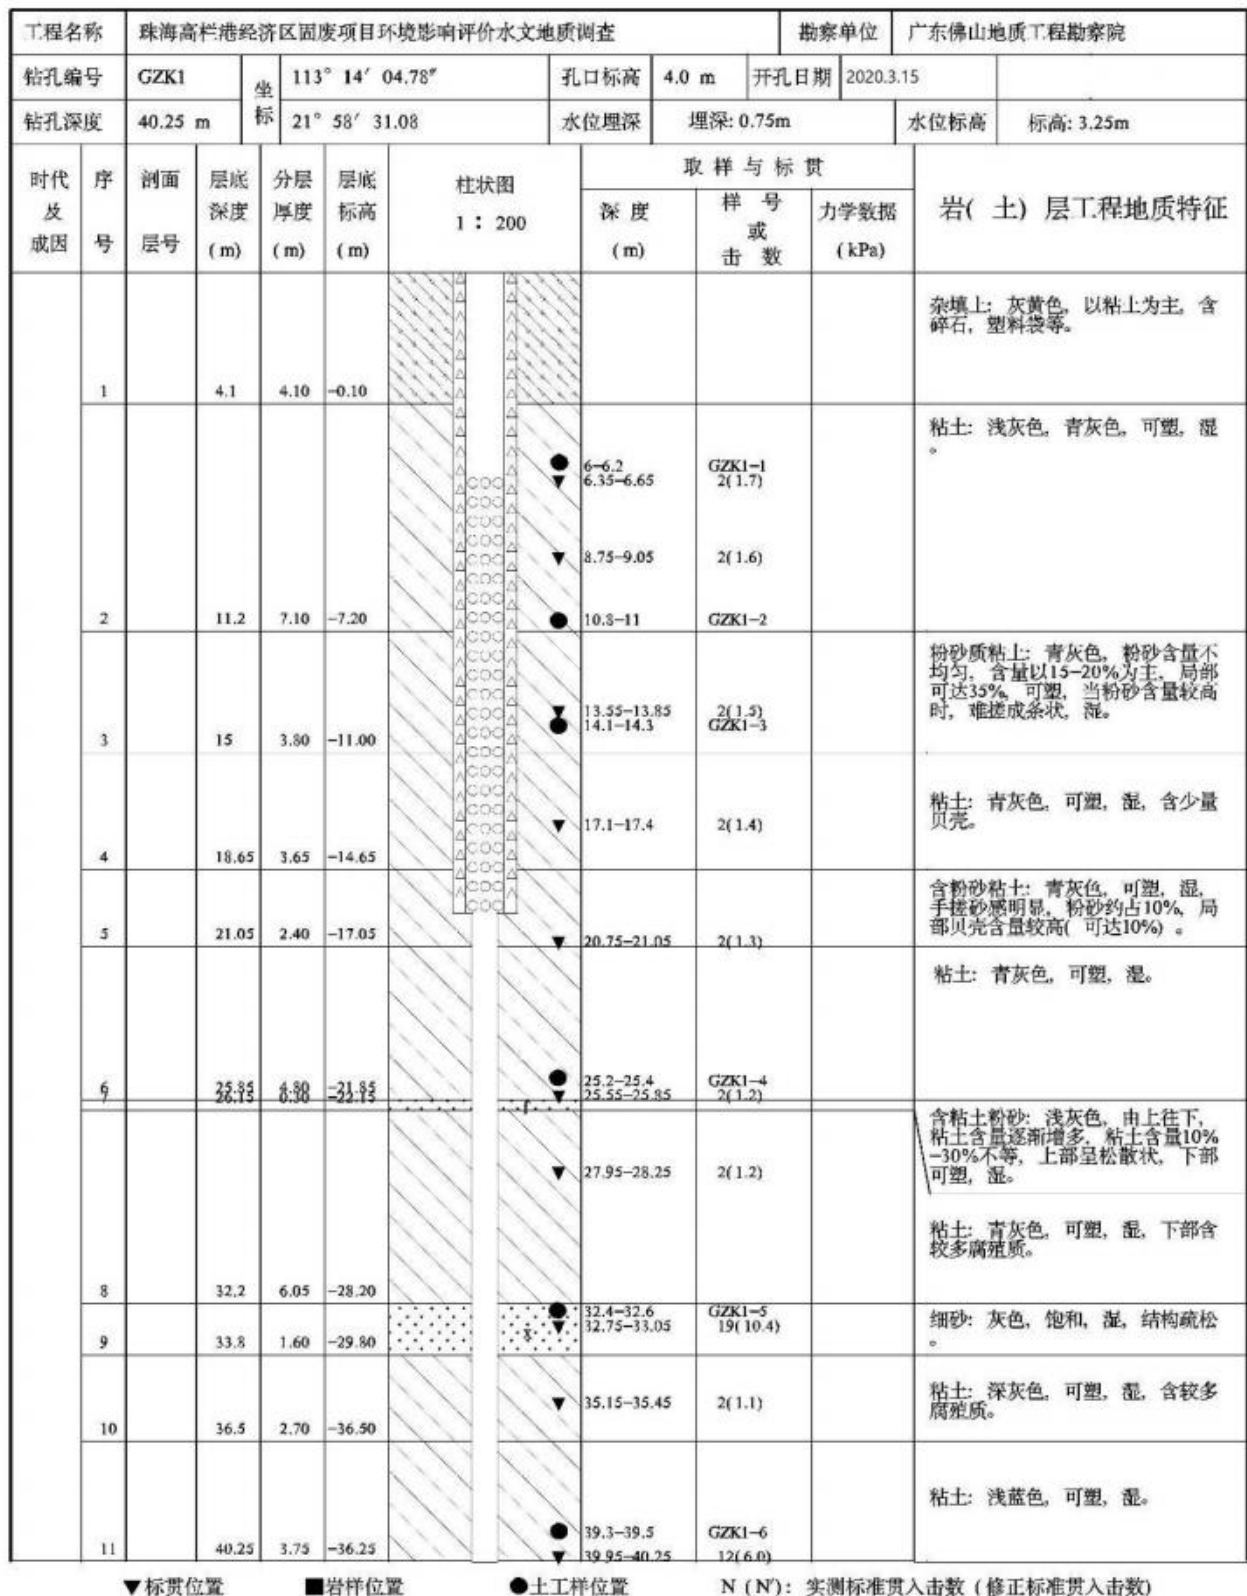 工程名称 珠海高栏港经济区固废项目环境影响评价水文地质调查 勘察单位 广东佛山地质工程勘察院
钻孔编号 GZK1 坐标 113° 14′ 04.78″ 孔口标高 4.0 m 开孔日期 2020.3.15
钻孔深度 40.25 m 21° 58′ 31.08 水位埋深 埋深: 0.75m 水位标高 标高: 3.25m
时代及成因 序号 剖面层号 层底深度(m) 分层厚度(m) 层底标高(m) 柱状图 1：200 取样与标贯 岩( 土) 层工程地质特征
深度(m) 样号或击数 力学数据(kPa)
杂填土: 灰黄色, 以粘土为主, 含
碎石, 塑料袋等。
1 4.1 4.10 -0.10
粘土: 浅灰色, 青灰色, 可塑, 湿
。
6-6.2 GZK1-1
6.35-6.65 2(1.7)
8.75-9.05 2(1.6)
2 11.2 7.10 -7.20 10.8-11 GZK1-2
粉砂质粘土: 青灰色, 粉砂含量不
均匀, 含量以15-20%为主, 局部
可达35%, 可塑, 当粉砂含量较高
时, 难搓成条状, 湿。
13.55-13.85 2(1.5)
14.1-14.3 GZK1-3
3 15 3.80 -11.00
粘土: 青灰色, 可塑, 湿, 含少量
贝壳。
17.1-17.4 2(1.4)
4 18.65 3.65 -14.65
含粉砂粘土: 青灰色, 可塑, 湿,
手搓砂感明显, 粉砂约占10%, 局
部贝壳含量较高( 可达10%) 。
5 21.05 2.40 -17.05 20.75-21.05 2(1.3)
粘土: 青灰色, 可塑, 湿。
25.2-25.4 GZK1-4
6 25.85 4.80 -21.85 25.55-25.85 2(1.2)
7 26.15 0.30 -22.15
含粘土粉砂: 浅灰色, 由上往下,
粘土含量逐渐增多, 粘土含量10%
-30%不等, 上部呈松散状, 下部
可塑, 湿。
27.95-28.25 2(1.2)
粘土: 青灰色, 可塑, 湿, 下部含
较多腐殖质。
8 32.2 6.05 -28.20
32.4-32.6 GZK1-5
32.75-33.05 19(10.4)
细砂: 灰色, 饱和, 湿, 结构疏松
。
9 33.8 1.60 -29.80
粘土: 深灰色, 可塑, 湿, 含较多
腐殖质。
35.15-35.45 2(1.1)
10 36.5 2.70 -36.50
粘土: 浅蓝色, 可塑, 湿。
39.3-39.5 GZK1-6
11 40.25 3.75 -36.25 39.95-40.25 12(6.0)
▼标贯位置 ■岩样位置 ●土工样位置 N (N′): 实测标准贯入击数 (修正标准贯入击数)